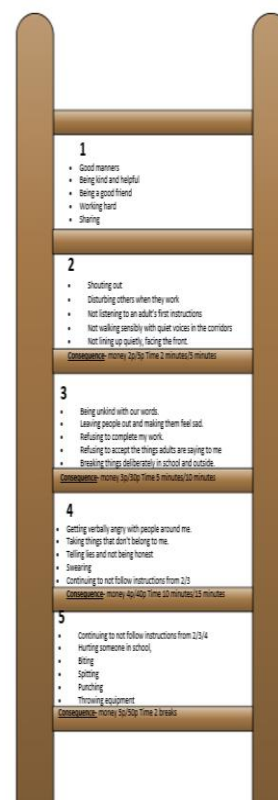 1
• Good manners
• Being kind and helpful
• Being a good friend
• Working hard
• Sharing
2
• Shouting out
• Disturbing others when they work
• Not listening to an adult's first instructions
• Not walking sensibly with quiet voices in the corridors
• Not lining up quietly, facing the front.
Consequence- money 2p/5p Time 2 minutes/5 minutes
3
• Being unkind with our words.
• Leaving people out and making them feel sad.
• Refusing to complete my work.
• Refusing to accept the things adults are saying to me
• Breaking things deliberately in school and outside.
Consequence- money 3p/30p Time 5 minutes/10 minutes
4
• Getting verbally angry with people around me.
• Taking things that don't belong to me.
• Telling lies and not being honest
• Swearing
• Continuing to not follow instructions from 2/3
Consequence- money 4p/40p Time 10 minutes/15 minutes
5
• Continuing to not follow instructions from 2/3/4
• Hurting someone in school,
• Biting
• Spitting
• Punching
• Throwing equipment
Consequence- money 5p/50p Time 2 breaks